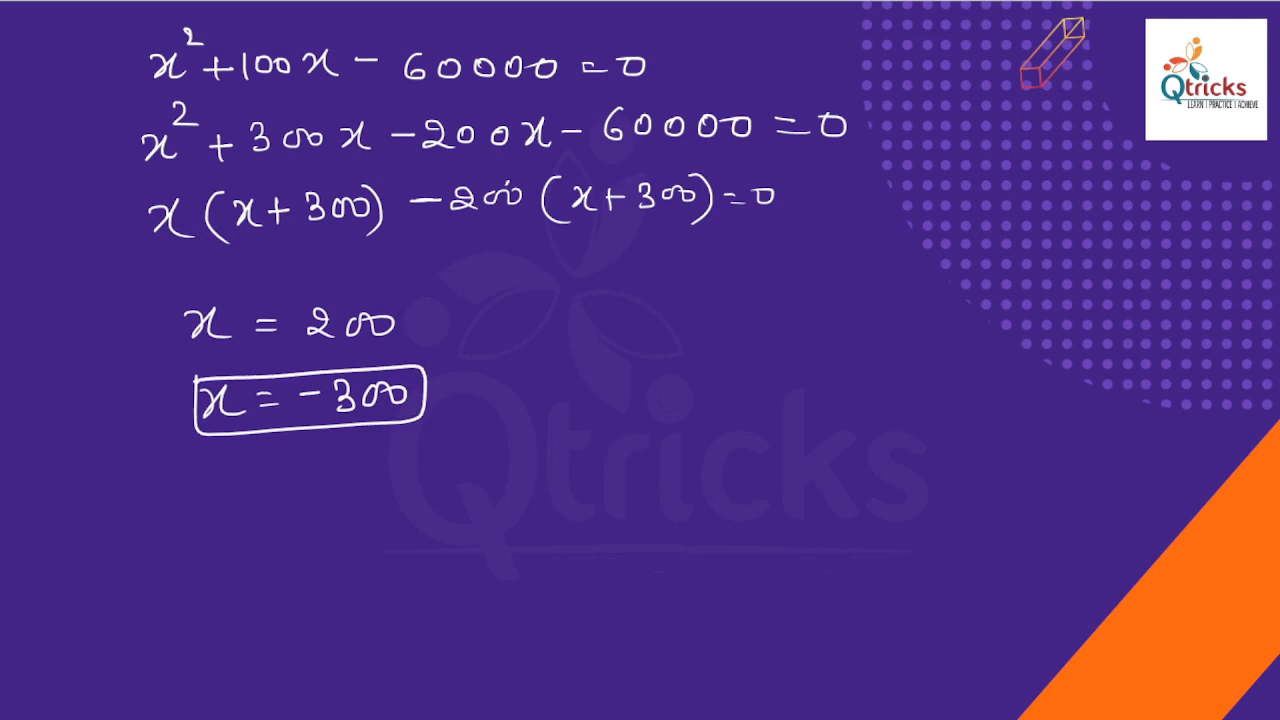 x² + 100x - 60000 = 0
x² + 300x - 200x - 60000 = 0
x (x + 300) - 200 (x + 300) = 0
x = 200
x = -300
Qtricks
LEARN | PRACTICE | ACHIEVE
Qtricks